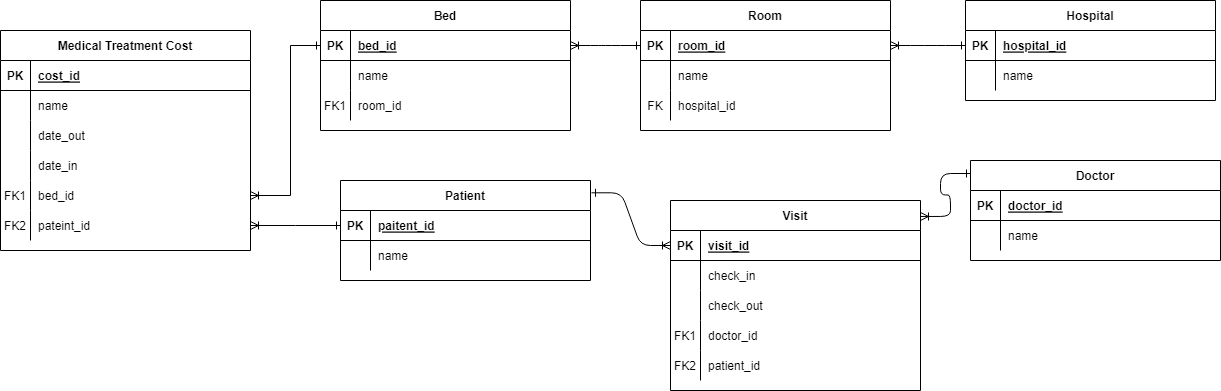 Medical Treatment Cost
PK cost_id
name
date_out
date_in
FK1 bed_id
FK2 pateint_id
Bed
PK bed_id
name
FK1 room_id
Room
PK room_id
name
FK hospital_id
Hospital
PK hospital_id
name
Patient
PK paitent_id
name
Visit
PK visit_id
check_in
check_out
FK1 doctor_id
FK2 patient_id
Doctor
PK doctor_id
name